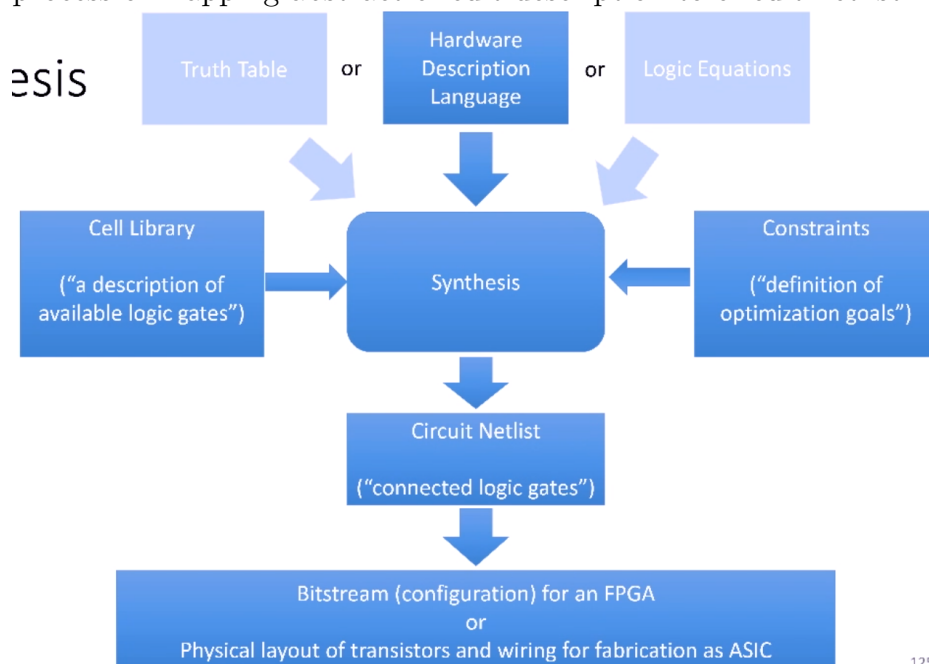 esis
Truth Table
or
Hardware
Description
Language
or
Logic Equations
Cell Library
("a description of
available logic gates")
Synthesis
Constraints
("definition of
optimization goals")
Circuit Netlist
("connected logic gates")
Bitstream (configuration) for an FPGA
or
Physical layout of transistors and wiring for fabrication as ASIC